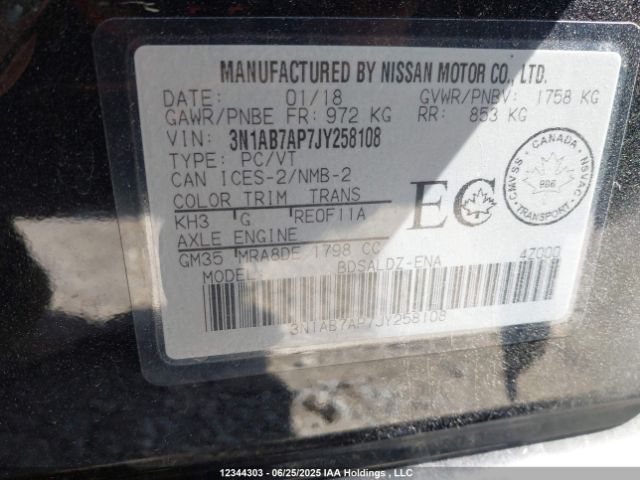 MANUFACTURED BY NISSAN MOTOR CO., LTD.
DATE: 01/18 GVWR/PNBV: 1758 KG
GAWR/PNBE FR: 972 KG RR: 853 KG
VIN: 3N1AB7AP7JY258108
TYPE: PC/VT
CAN ICES-2/NMB-2
COLOR TRIM TRANS
KH3 G RE0F11A
AXLE ENGINE
GM35 MRA8DE 1798 CC
MODEL: BDSALDZ-ENA 4Z000
3N1AB7AP7JY258108
EC
CANADA
CMVSS
NSVAC
TRANSPORT
12344303 - 06/25/2025 IAA Holdings , LLC